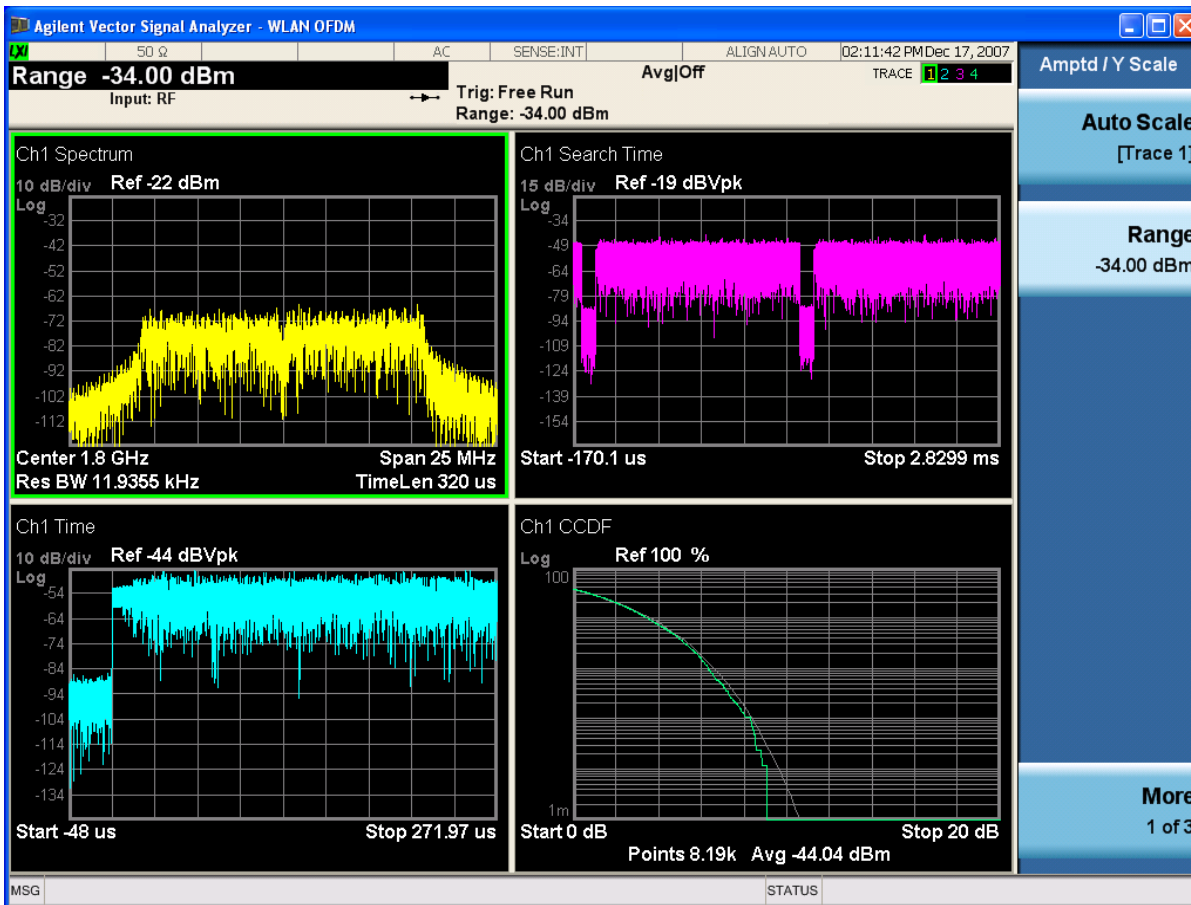 Agilent Vector Signal Analyzer - WLAN OFDM
LXI 50 Ω AC SENSE:INT ALIGN AUTO 02:11:42 PM Dec 17, 2007
Range -34.00 dBm
Input: RF
Trig: Free Run
Range: -34.00 dBm
Avg|Off
TRACE 1 2 3 4
Amptd / Y Scale
Auto Scale
[Trace 1]
Range
-34.00 dBm
More
1 of 3
Ch1 Spectrum
10 dB/div Ref -22 dBm
Log
-32
-42
-52
-62
-72
-82
-92
-102
-112
Center 1.8 GHz Span 25 MHz
Res BW 11.9355 kHz TimeLen 320 us
Ch1 Search Time
15 dB/div Ref -19 dBVpk
Log
-34
-49
-64
-79
-94
-109
-124
-139
-154
Start -170.1 us Stop 2.8299 ms
Ch1 Time
10 dB/div Ref -44 dBVpk
Log
-54
-64
-74
-84
-94
-104
-114
-124
-134
Start -48 us Stop 271.97 us
Ch1 CCDF
Log Ref 100 %
100
1m
Start 0 dB Stop 20 dB
Points 8.19k Avg -44.04 dBm
MSG STATUS